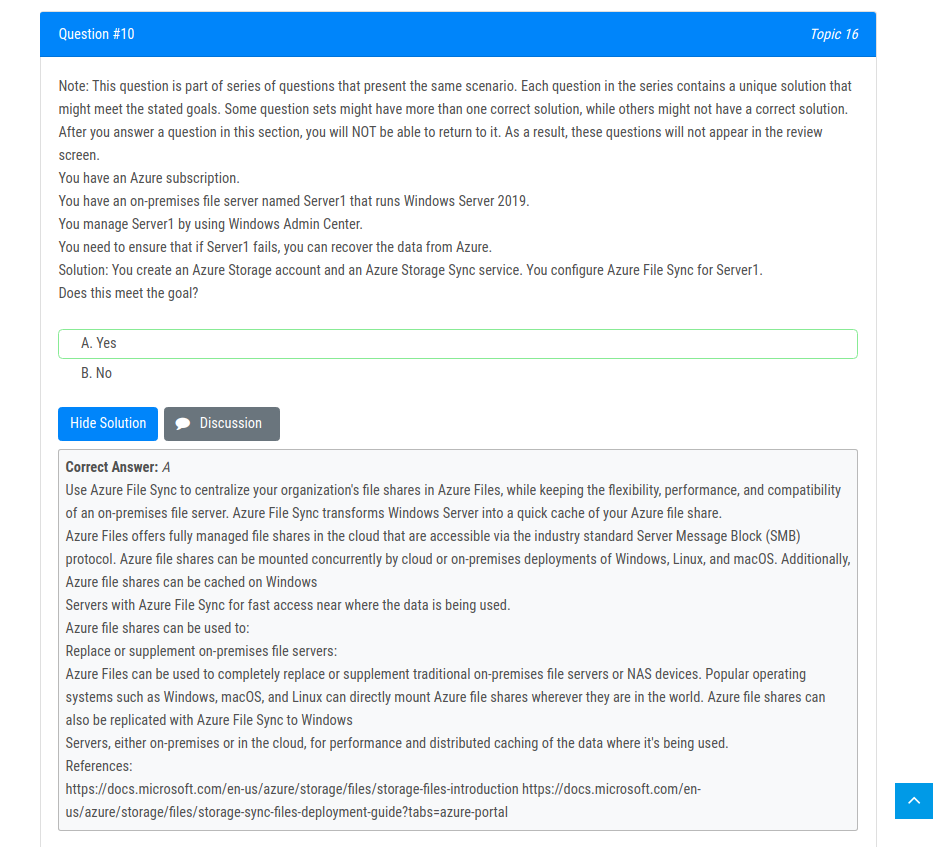 Question #10
Topic 16
Note: This question is part of series of questions that present the same scenario. Each question in the series contains a unique solution that
might meet the stated goals. Some question sets might have more than one correct solution, while others might not have a correct solution.
After you answer a question in this section, you will NOT be able to return to it. As a result, these questions will not appear in the review
screen.
You have an Azure subscription.
You have an on-premises file server named Server1 that runs Windows Server 2019.
You manage Server1 by using Windows Admin Center.
You need to ensure that if Server1 fails, you can recover the data from Azure.
Solution: You create an Azure Storage account and an Azure Storage Sync service. You configure Azure File Sync for Server1.
Does this meet the goal?
A. Yes
B. No
Hide Solution
Discussion
Correct Answer: A
Use Azure File Sync to centralize your organization's file shares in Azure Files, while keeping the flexibility, performance, and compatibility
of an on-premises file server. Azure File Sync transforms Windows Server into a quick cache of your Azure file share.
Azure Files offers fully managed file shares in the cloud that are accessible via the industry standard Server Message Block (SMB)
protocol. Azure file shares can be mounted concurrently by cloud or on-premises deployments of Windows, Linux, and macOS. Additionally,
Azure file shares can be cached on Windows
Servers with Azure File Sync for fast access near where the data is being used.
Azure file shares can be used to:
Replace or supplement on-premises file servers:
Azure Files can be used to completely replace or supplement traditional on-premises file servers or NAS devices. Popular operating
systems such as Windows, macOS, and Linux can directly mount Azure file shares wherever they are in the world. Azure file shares can
also be replicated with Azure File Sync to Windows
Servers, either on-premises or in the cloud, for performance and distributed caching of the data where it's being used.
References:
https://docs.microsoft.com/en-us/azure/storage/files/storage-files-introduction https://docs.microsoft.com/en-
us/azure/storage/files/storage-sync-files-deployment-guide?tabs=azure-portal